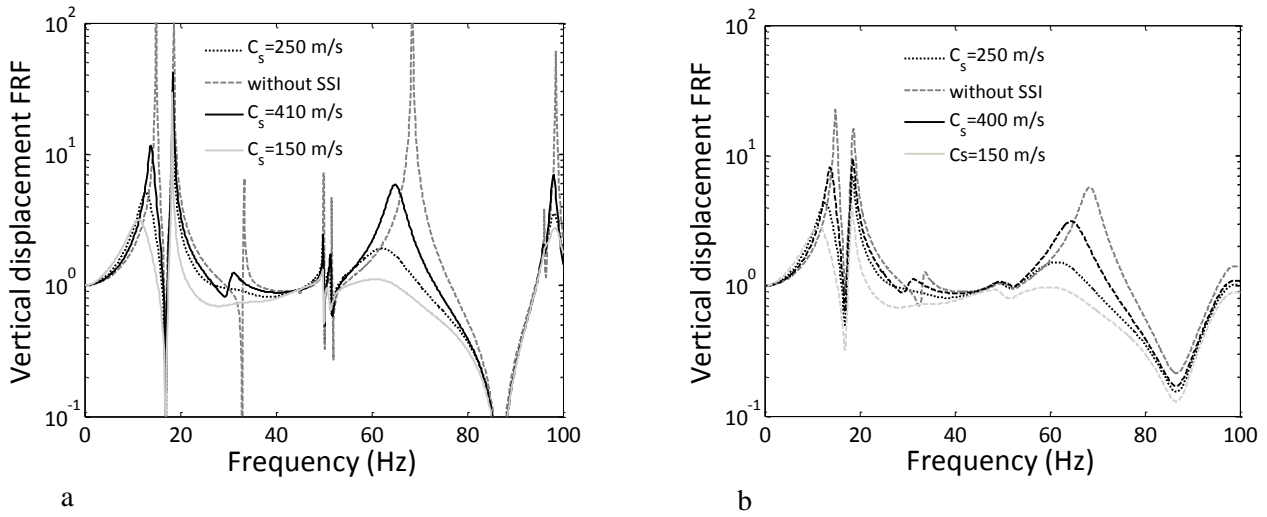 Vertical displacement FRF
10^2
10^1
10^0
10^-1
C_s=250 m/s
without SSI
C_s=410 m/s
C_s=150 m/s
0 20 40 60 80 100
Frequency (Hz)
a
Vertical displacement FRF
10^2
10^1
10^0
10^-1
C_s=250 m/s
without SSI
C_s=400 m/s
Cs=150 m/s
0 20 40 60 80 100
Frequency (Hz)
b